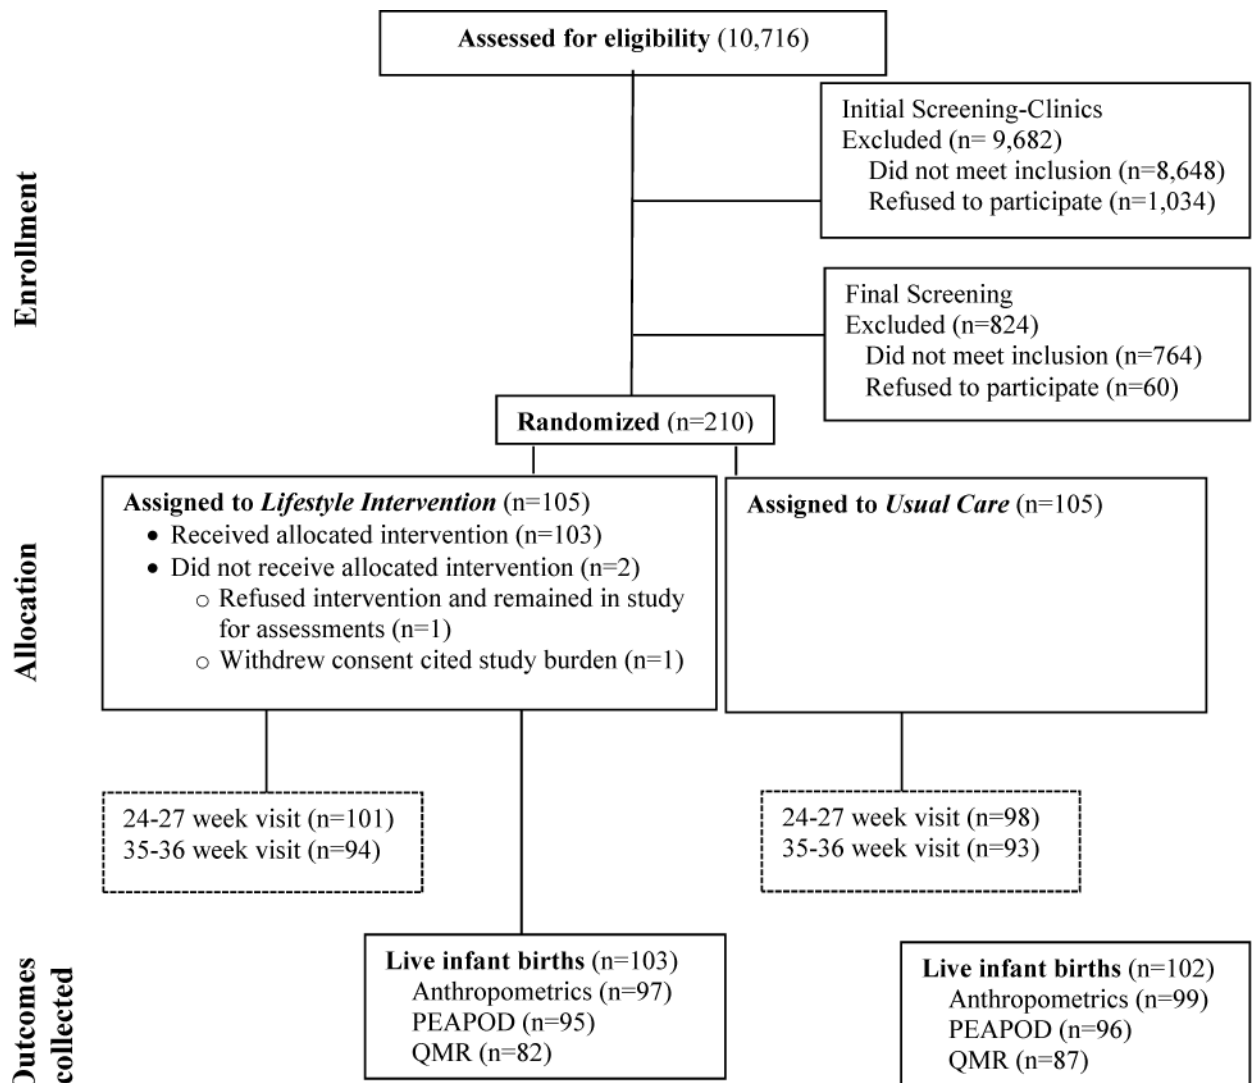 Assessed for eligibility (10,716)
Enrollment
Initial Screening-Clinics
Excluded (n= 9,682)
Did not meet inclusion (n=8,648)
Refused to participate (n=1,034)
Final Screening
Excluded (n=824)
Did not meet inclusion (n=764)
Refused to participate (n=60)
Randomized (n=210)
Allocation
Assigned to Lifestyle Intervention (n=105)
• Received allocated intervention (n=103)
• Did not receive allocated intervention (n=2)
o Refused intervention and remained in study
for assessments (n=1)
o Withdrew consent cited study burden (n=1)
Assigned to Usual Care (n=105)
24-27 week visit (n=101)
35-36 week visit (n=94)
24-27 week visit (n=98)
35-36 week visit (n=93)
Outcomes
collected
Live infant births (n=103)
Anthropometrics (n=97)
PEAPOD (n=95)
QMR (n=82)
Live infant births (n=102)
Anthropometrics (n=99)
PEAPOD (n=96)
QMR (n=87)